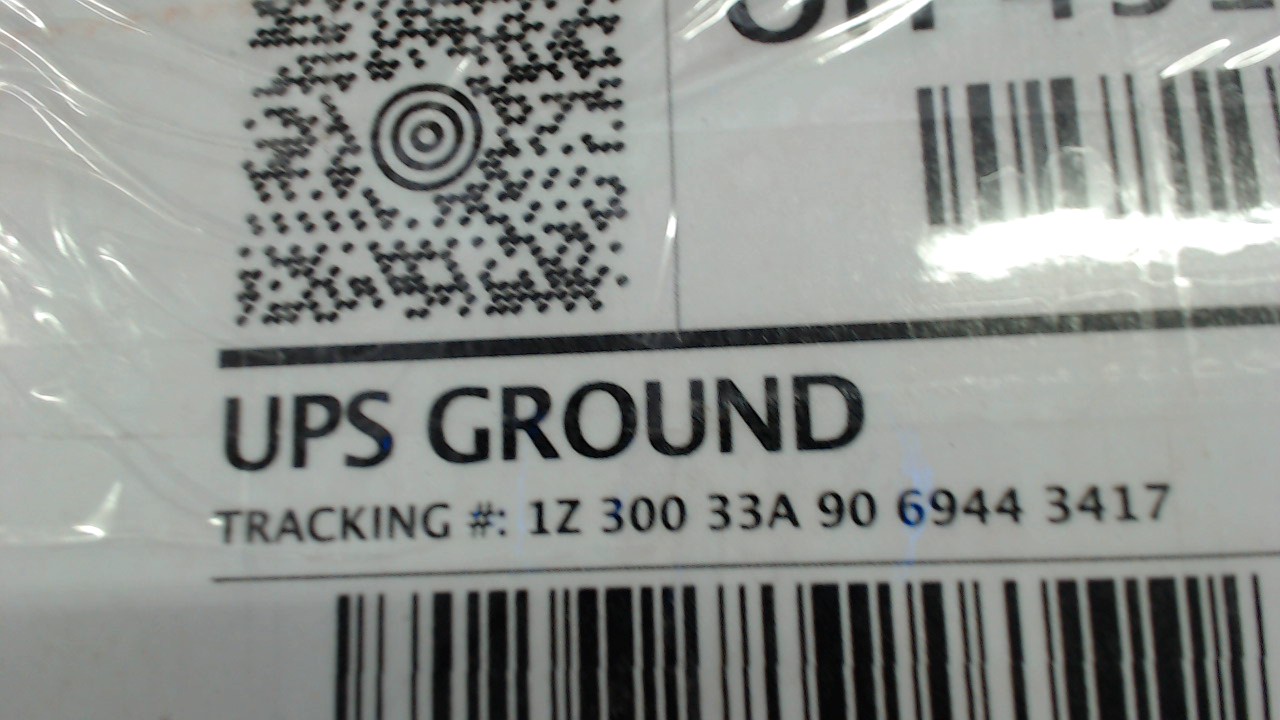 UPS GROUND
TRACKING #: 1Z 300 33A 90 6944 3417